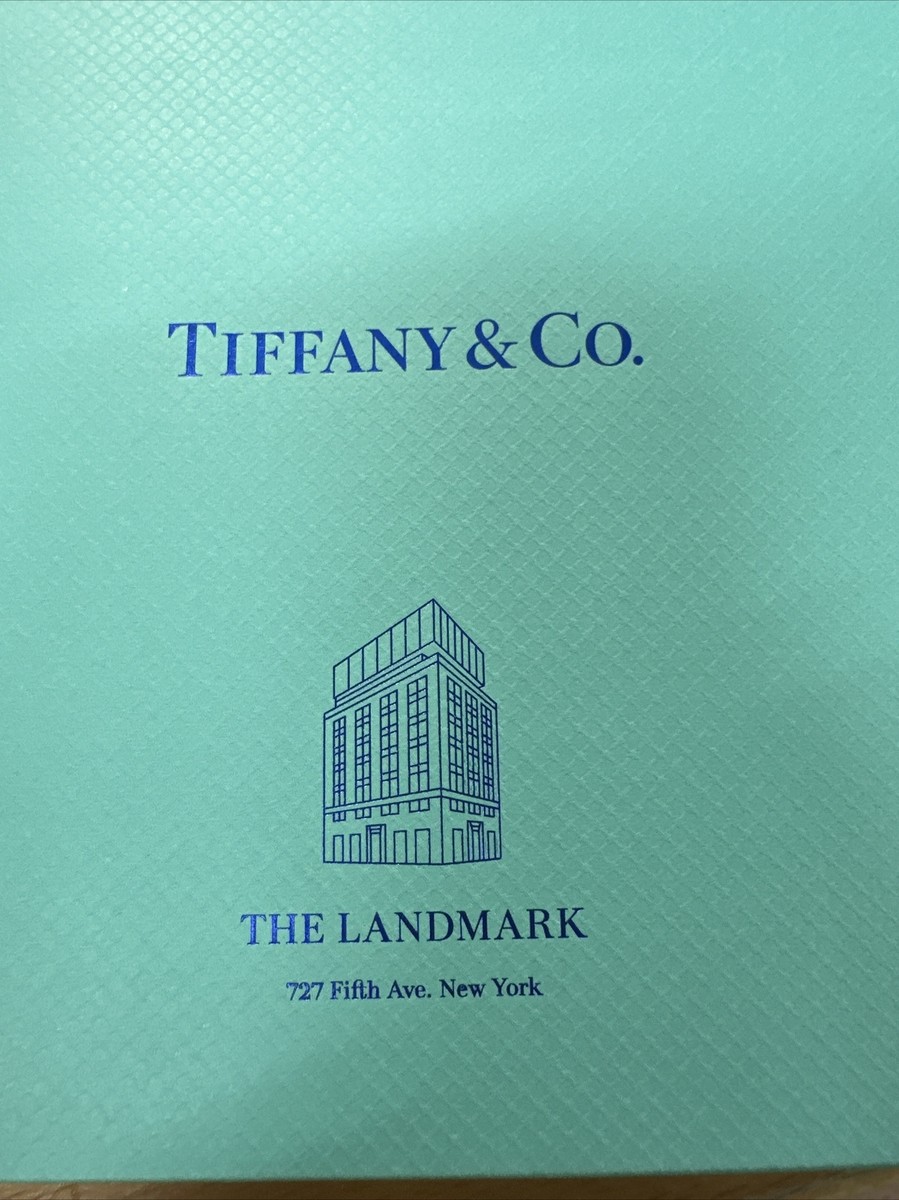 TIFFANY & CO.
THE LANDMARK
727 Fifth Ave. New York